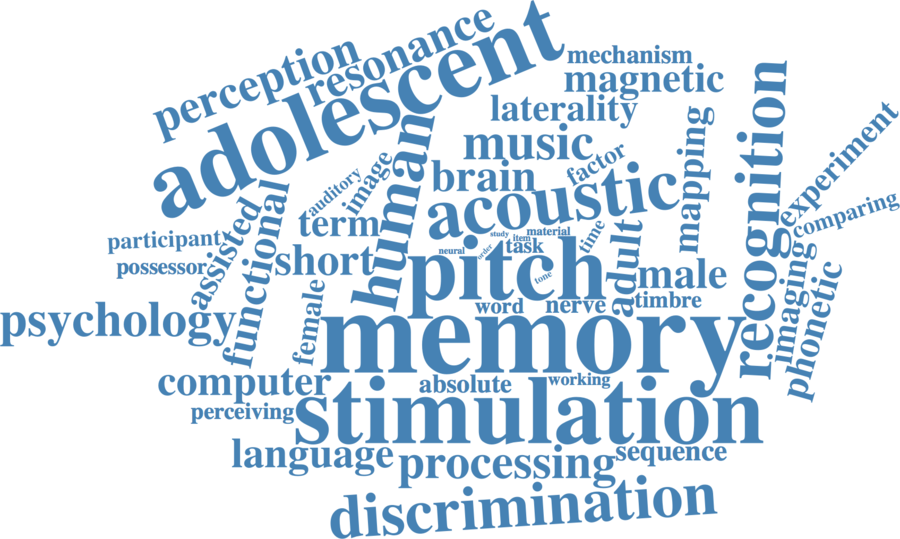 adolescent
perception
resonance
mechanism
magnetic
laterality
music
brain
factor
acoustic
mapping
recognition
experiment
comparing
imaging
phonetic
human
image
auditory
term
short
functional
assisted
participant
possessor
psychology
female
pitch
study
item
material
neural
order
task
tone
time
adult
male
timbre
word
nerve
memory
computer
absolute
working
perceiving
stimulation
language
processing
sequence
discrimination